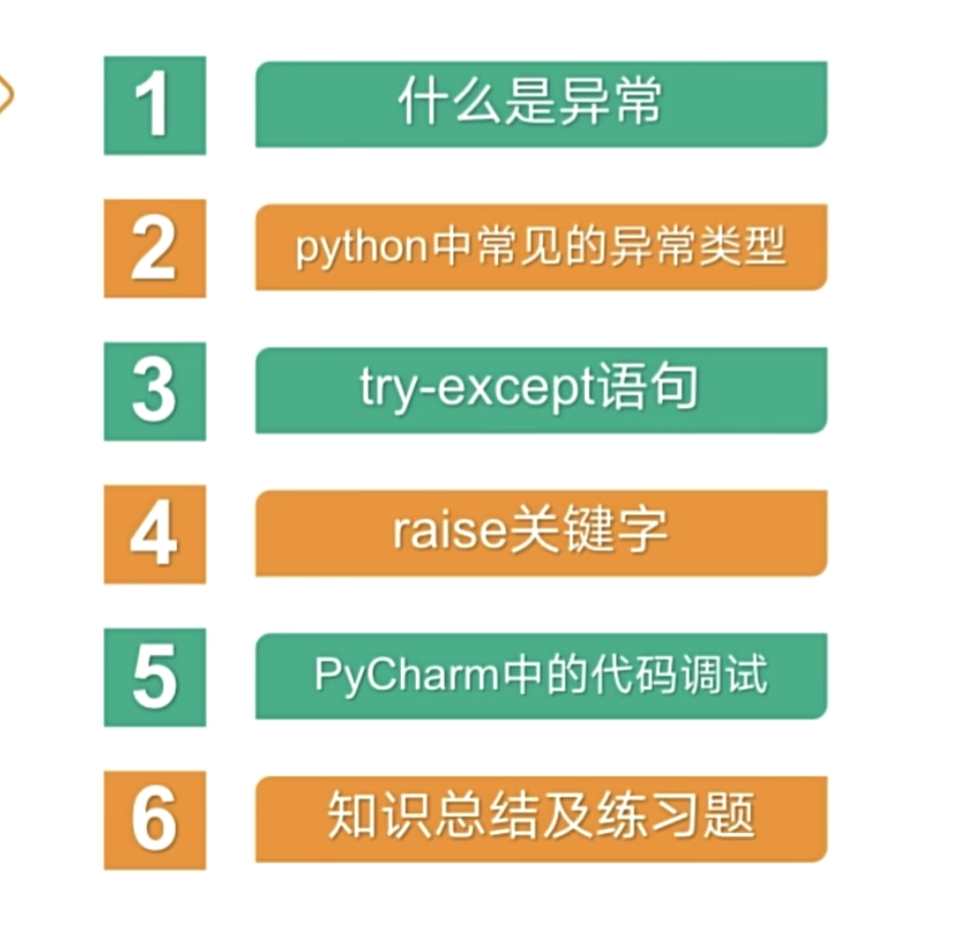 1 什么是异常
2 python中常见的异常类型
3 try-except语句
4 raise关键字
5 PyCharm中的代码调试
6 知识总结及练习题